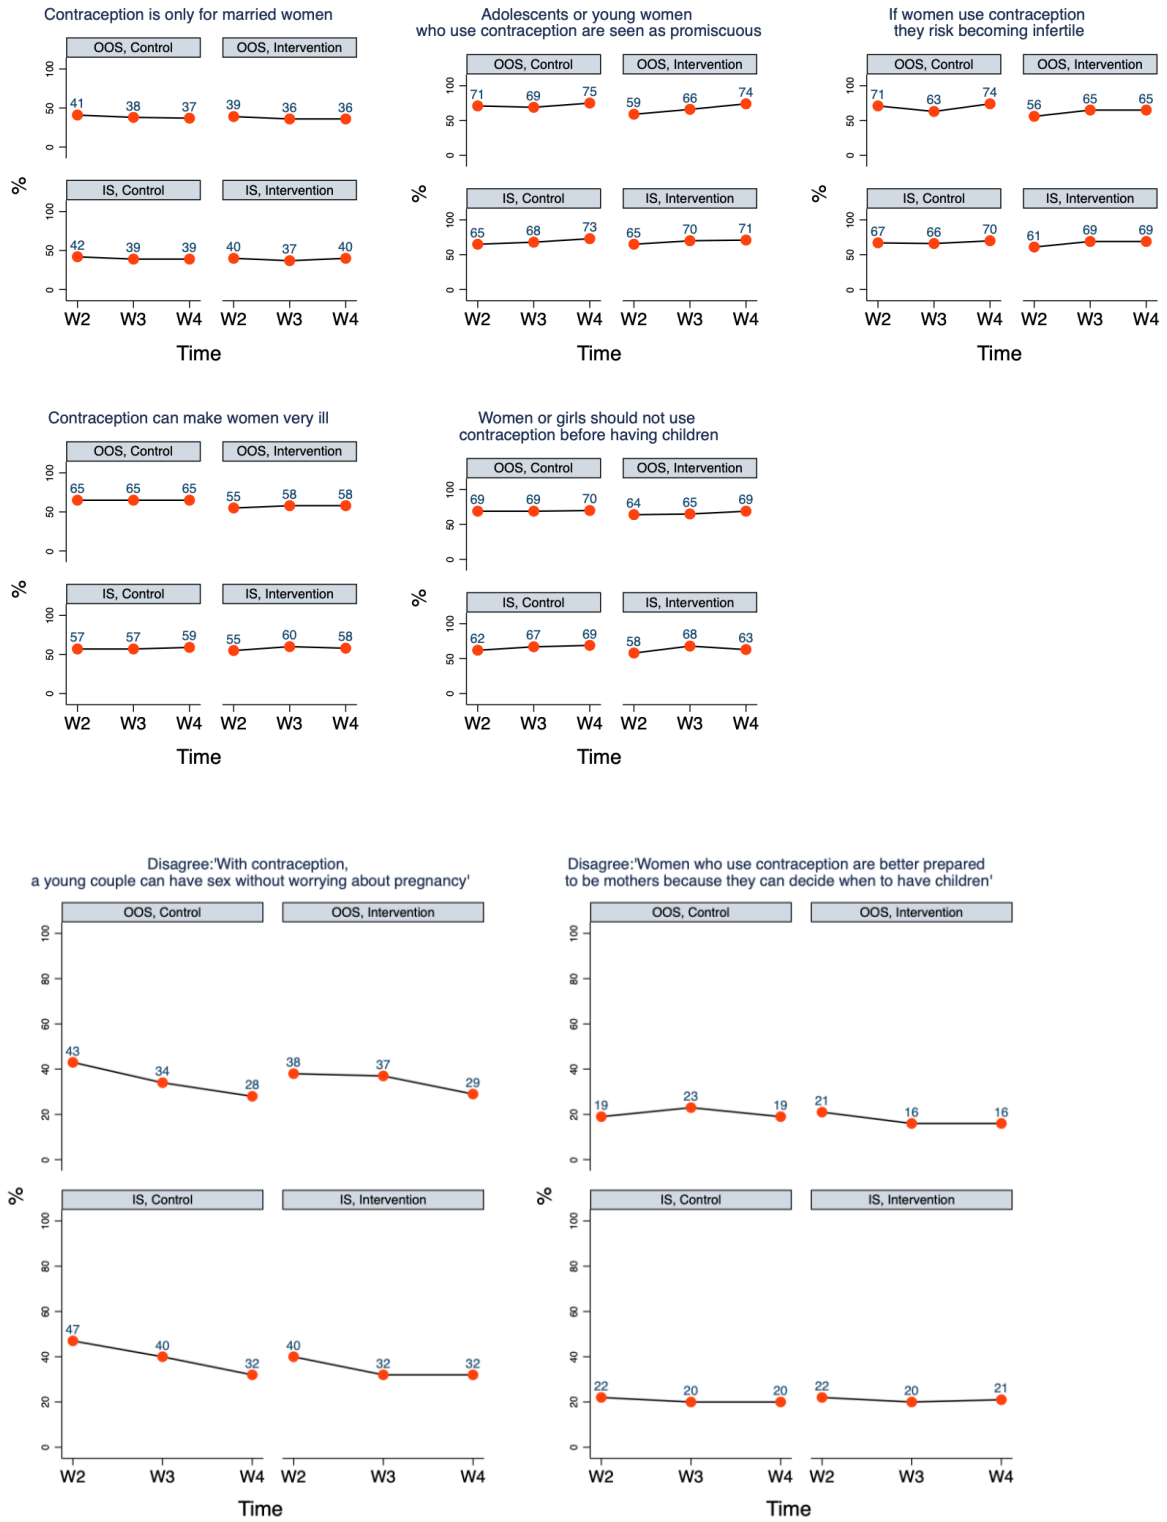 Contraception is only for married women
OOS, Control
OOS, Intervention
100
50
0
41
38
37
39
36
36
%
IS, Control
IS, Intervention
100
50
0
42
39
39
40
37
40
W2
W3
W4
W2
W3
W4
Time
Adolescents or young women
who use contraception are seen as promiscuous
OOS, Control
OOS, Intervention
100
50
0
71
69
75
59
66
74
%
IS, Control
IS, Intervention
100
50
0
65
68
73
65
70
71
W2
W3
W4
W2
W3
W4
Time
If women use contraception
they risk becoming infertile
OOS, Control
OOS, Intervention
100
50
0
71
63
74
56
65
65
%
IS, Control
IS, Intervention
100
50
0
67
66
70
61
69
69
W2
W3
W4
W2
W3
W4
Time
Contraception can make women very ill
OOS, Control
OOS, Intervention
100
50
0
65
65
65
55
58
58
%
IS, Control
IS, Intervention
100
50
0
57
57
59
55
60
58
W2
W3
W4
W2
W3
W4
Time
Women or girls should not use
contraception before having children
OOS, Control
OOS, Intervention
100
50
0
69
69
70
64
65
69
%
IS, Control
IS, Intervention
100
50
0
62
67
69
58
68
63
W2
W3
W4
W2
W3
W4
Time
Disagree:'With contraception,
a young couple can have sex without worrying about pregnancy'
OOS, Control
OOS, Intervention
100
80
60
40
20
0
43
34
28
38
37
29
%
IS, Control
IS, Intervention
100
80
60
40
20
0
47
40
32
40
32
32
W2
W3
W4
W2
W3
W4
Time
Disagree:'Women who use contraception are better prepared
to be mothers because they can decide when to have children'
OOS, Control
OOS, Intervention
100
80
60
40
20
0
19
23
19
21
16
16
%
IS, Control
IS, Intervention
100
80
60
40
20
0
22
20
20
22
20
21
W2
W3
W4
W2
W3
W4
Time